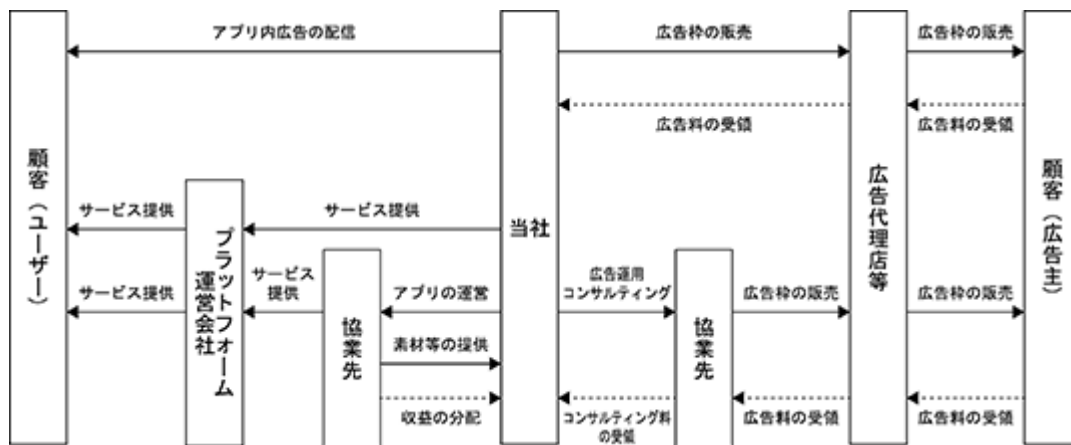 アプリ内広告の配信
広告枠の販売
広告枠の販売
広告料の受領
広告料の受領
顧客（ユーザー）
サービス提供
サービス提供
当社
広告代理店等
顧客（広告主）
プラットフォーム
運営会社
サービス提供
サービス
提供
アプリの運営
広告運用
コンサルティング
広告枠の販売
広告枠の販売
協業先
素材等の提供
協業先
収益の分配
コンサルティング料
の受領
広告料の受領
広告料の受領